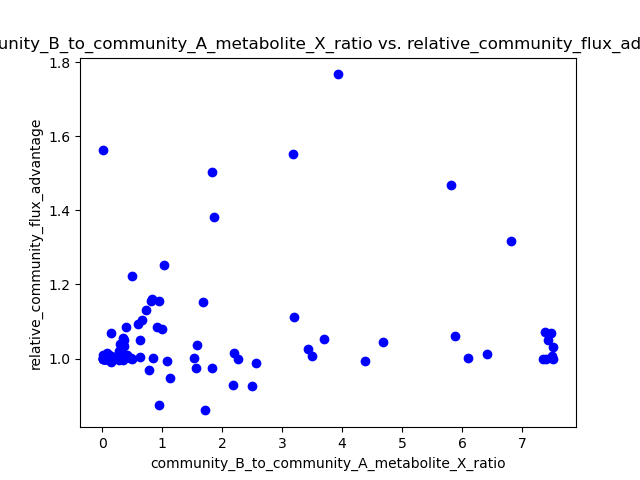 unity_B_to_community_A_metabolite_X_ratio vs. relative_community_flux_ad
1.8
1.6
1.4
1.2
1.0
relative_community_flux_advantage
0 1 2 3 4 5 6 7
community_B_to_community_A_metabolite_X_ratio